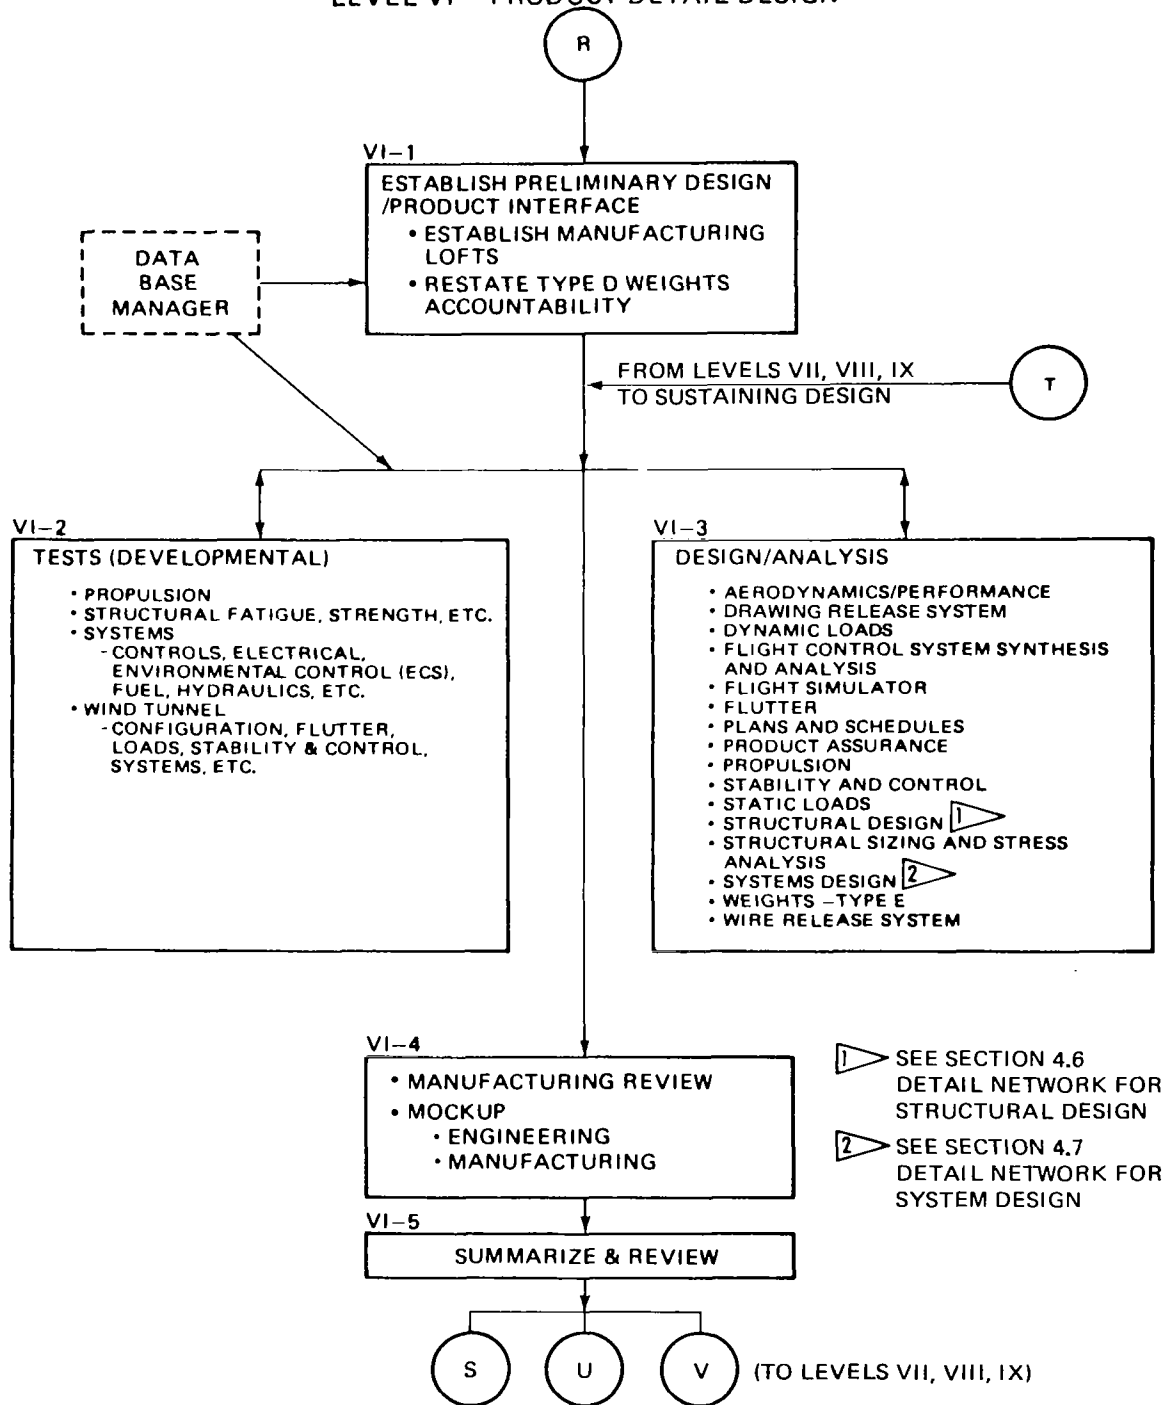 LEVEL VI - PRODUCT DETAIL DESIGN
R
VI-1
ESTABLISH PRELIMINARY DESIGN
/PRODUCT INTERFACE
• ESTABLISH MANUFACTURING
LOFTS
• RESTATE TYPE D WEIGHTS
ACCOUNTABILITY
DATA
BASE
MANAGER
FROM LEVELS VII, VIII, IX
TO SUSTAINING DESIGN
T
VI-2
TESTS (DEVELOPMENTAL)
• PROPULSION
• STRUCTURAL FATIGUE, STRENGTH, ETC.
• SYSTEMS
- CONTROLS, ELECTRICAL,
ENVIRONMENTAL CONTROL (ECS),
FUEL, HYDRAULICS, ETC.
• WIND TUNNEL
- CONFIGURATION, FLUTTER,
LOADS, STABILITY & CONTROL,
SYSTEMS, ETC.
VI-3
DESIGN/ANALYSIS
• AERODYNAMICS/PERFORMANCE
• DRAWING RELEASE SYSTEM
• DYNAMIC LOADS
• FLIGHT CONTROL SYSTEM SYNTHESIS
AND ANALYSIS
• FLIGHT SIMULATOR
• FLUTTER
• PLANS AND SCHEDULES
• PRODUCT ASSURANCE
• PROPULSION
• STABILITY AND CONTROL
• STATIC LOADS
• STRUCTURAL DESIGN 1
• STRUCTURAL SIZING AND STRESS
ANALYSIS
• SYSTEMS DESIGN 2
• WEIGHTS - TYPE E
• WIRE RELEASE SYSTEM
VI-4
• MANUFACTURING REVIEW
• MOCKUP
• ENGINEERING
• MANUFACTURING
1 SEE SECTION 4.6
DETAIL NETWORK FOR
STRUCTURAL DESIGN
2 SEE SECTION 4.7
DETAIL NETWORK FOR
SYSTEM DESIGN
VI-5
SUMMARIZE & REVIEW
S U V (TO LEVELS VII, VIII, IX)